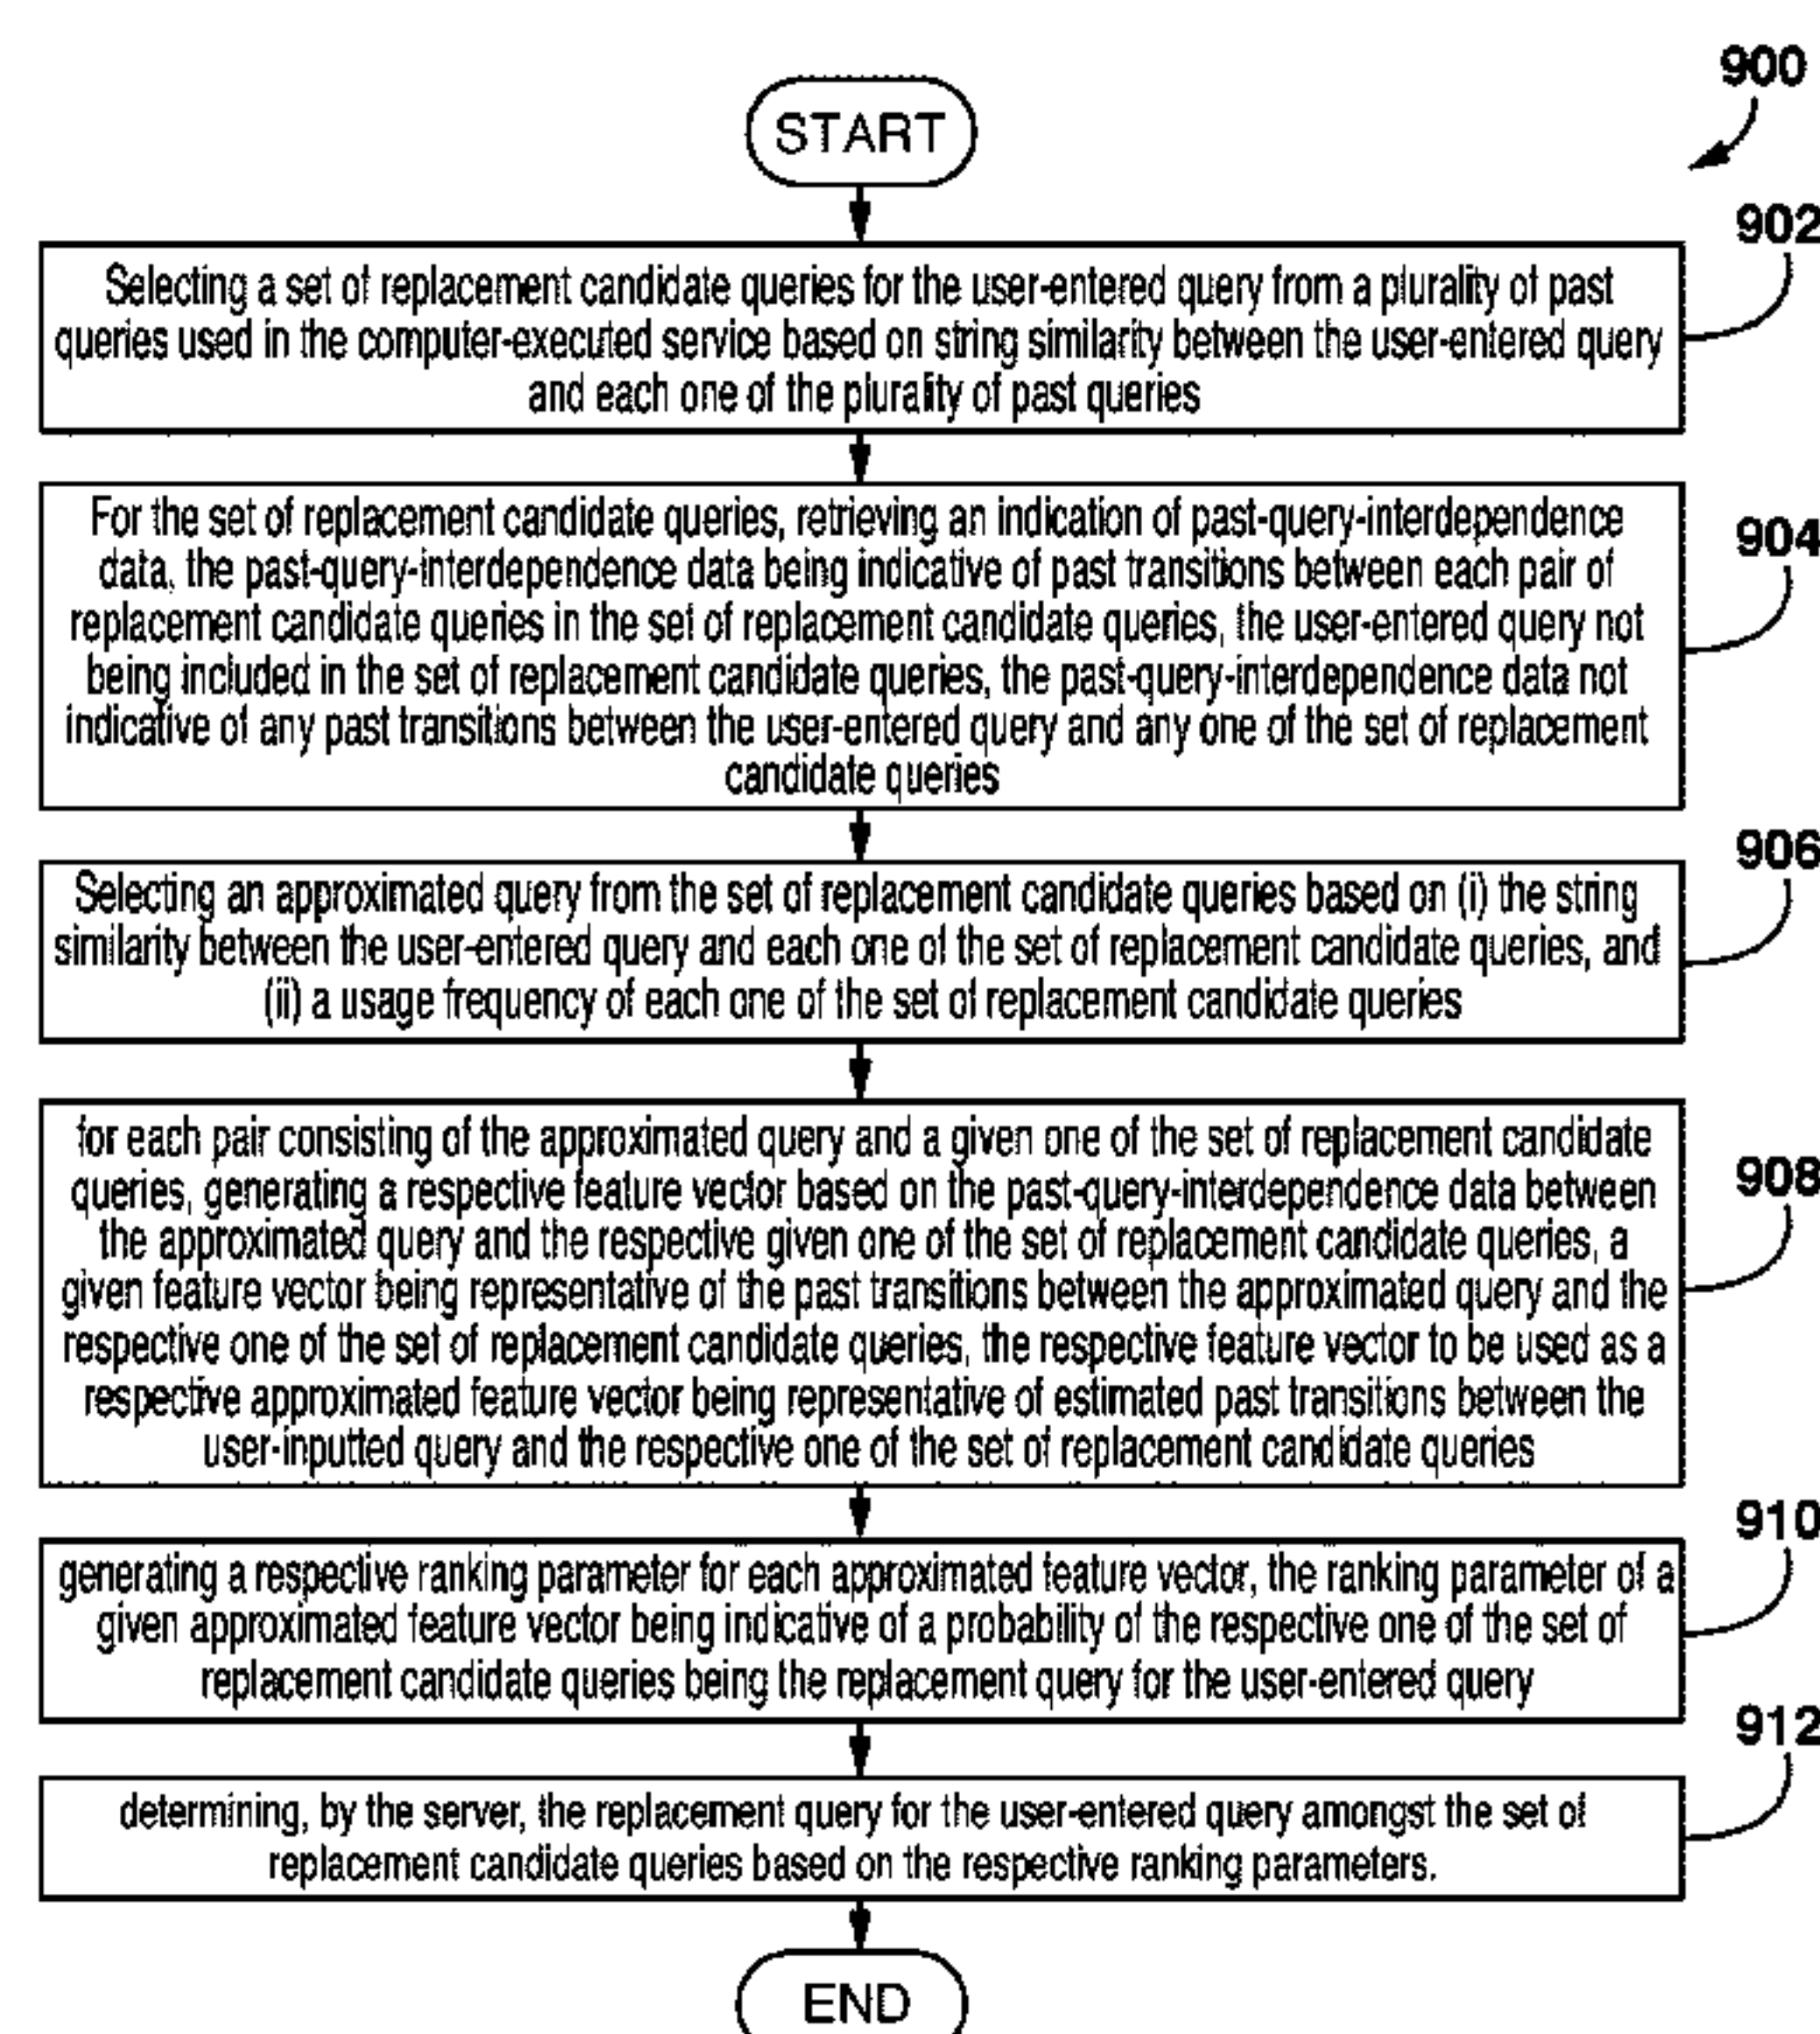 900
START
902
Selecting a set of replacement candidate queries for the user-entered query from a plurality of past
queries used in the computer-executed service based on string similarity between the user-entered query
and each one of the plurality of past queries
904
For the set of replacement candidate queries, retrieving an indication of past-query-interdependence
data, the past-query-interdependence data being indicative of past transitions between each pair of
replacement candidate queries in the set of replacement candidate queries, the user-entered query not
being included in the set of replacement candidate queries, the past-query-interdependence data not
indicative of any past transitions between the user-entered query and any one of the set of replacement
candidate queries
906
Selecting an approximated query from the set of replacement candidate queries based on (i) the string
similarity between the user-entered query and each one of the set of replacement candidate queries, and
(ii) a usage frequency of each one of the set of replacement candidate queries
908
for each pair consisting of the approximated query and a given one of the set of replacement candidate
queries, generating a respective feature vector based on the past-query-interdependence data between
the approximated query and the respective given one of the set of replacement candidate queries, a
given feature vector being representative of the past transitions between the approximated query and the
respective one of the set of replacement candidate queries, the respective feature vector to be used as a
respective approximated feature vector being representative of estimated past transitions between the
user-inputted query and the respective one of the set of replacement candidate queries
910
generating a respective ranking parameter for each approximated feature vector, the ranking parameter of a
given approximated feature vector being indicative of a probability of the respective one of the set of
replacement candidate queries being the replacement query for the user-entered query
912
determining, by the server, the replacement query for the user-entered query amongst the set of
replacement candidate queries based on the respective ranking parameters.
END